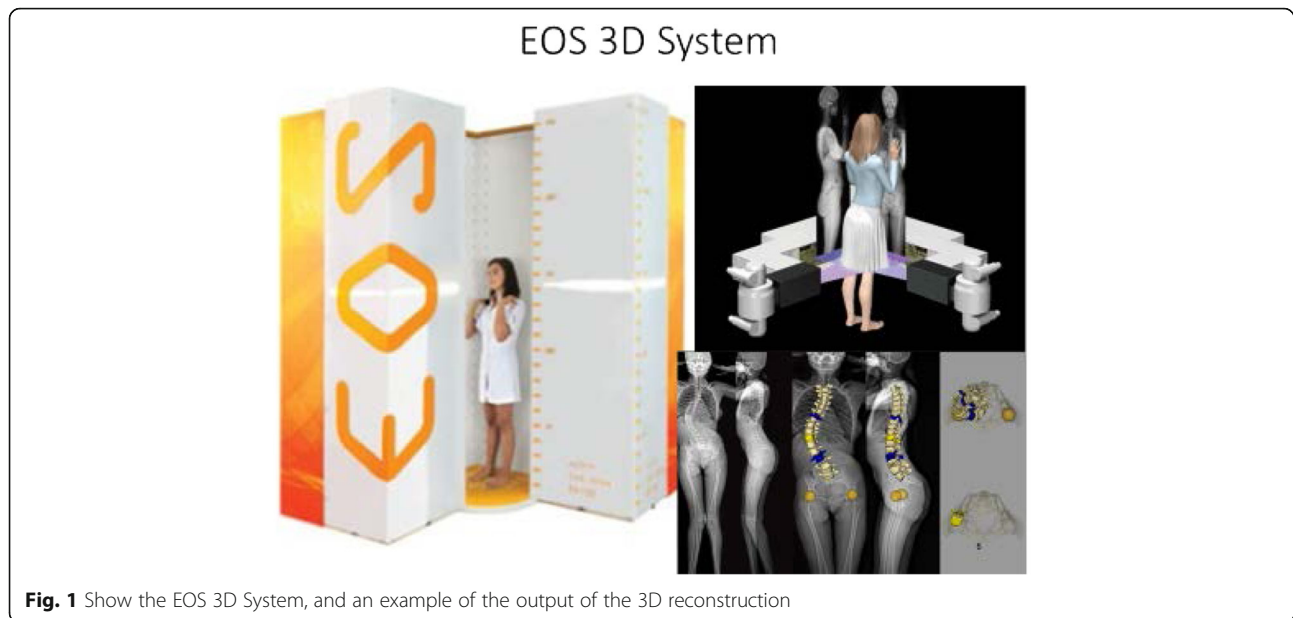 EOS 3D System
EOS
5
Fig. 1 Show the EOS 3D System, and an example of the output of the 3D reconstruction